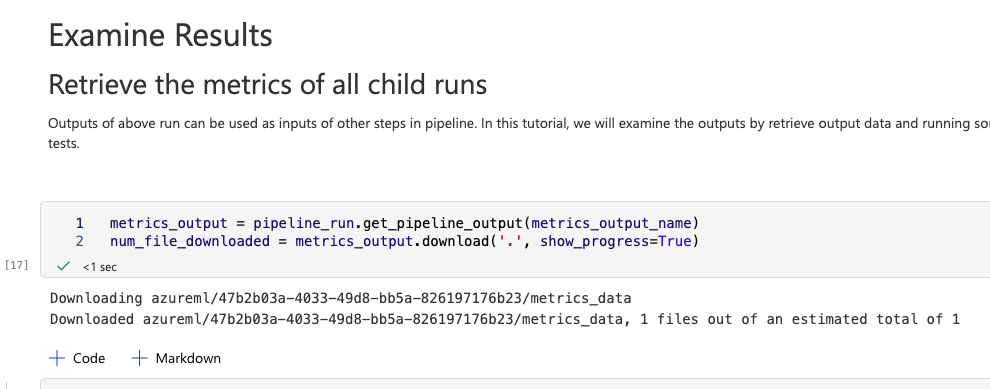 Examine Results
Retrieve the metrics of all child runs
Outputs of above run can be used as inputs of other steps in pipeline. In this tutorial, we will examine the outputs by retrieve output data and running
tests.
1 metrics_output = pipeline_run.get_pipeline_output(metrics_output_name)
2 num_file_downloaded = metrics_output.download('.', show_progress=True)
[17] <1 sec
Downloading azureml/47b2b03a-4033-49d8-bb5a-826197176b23/metrics_data
Downloaded azureml/47b2b03a-4033-49d8-bb5a-826197176b23/metrics_data, 1 files out of an estimated total of 1
+ Code + Markdown